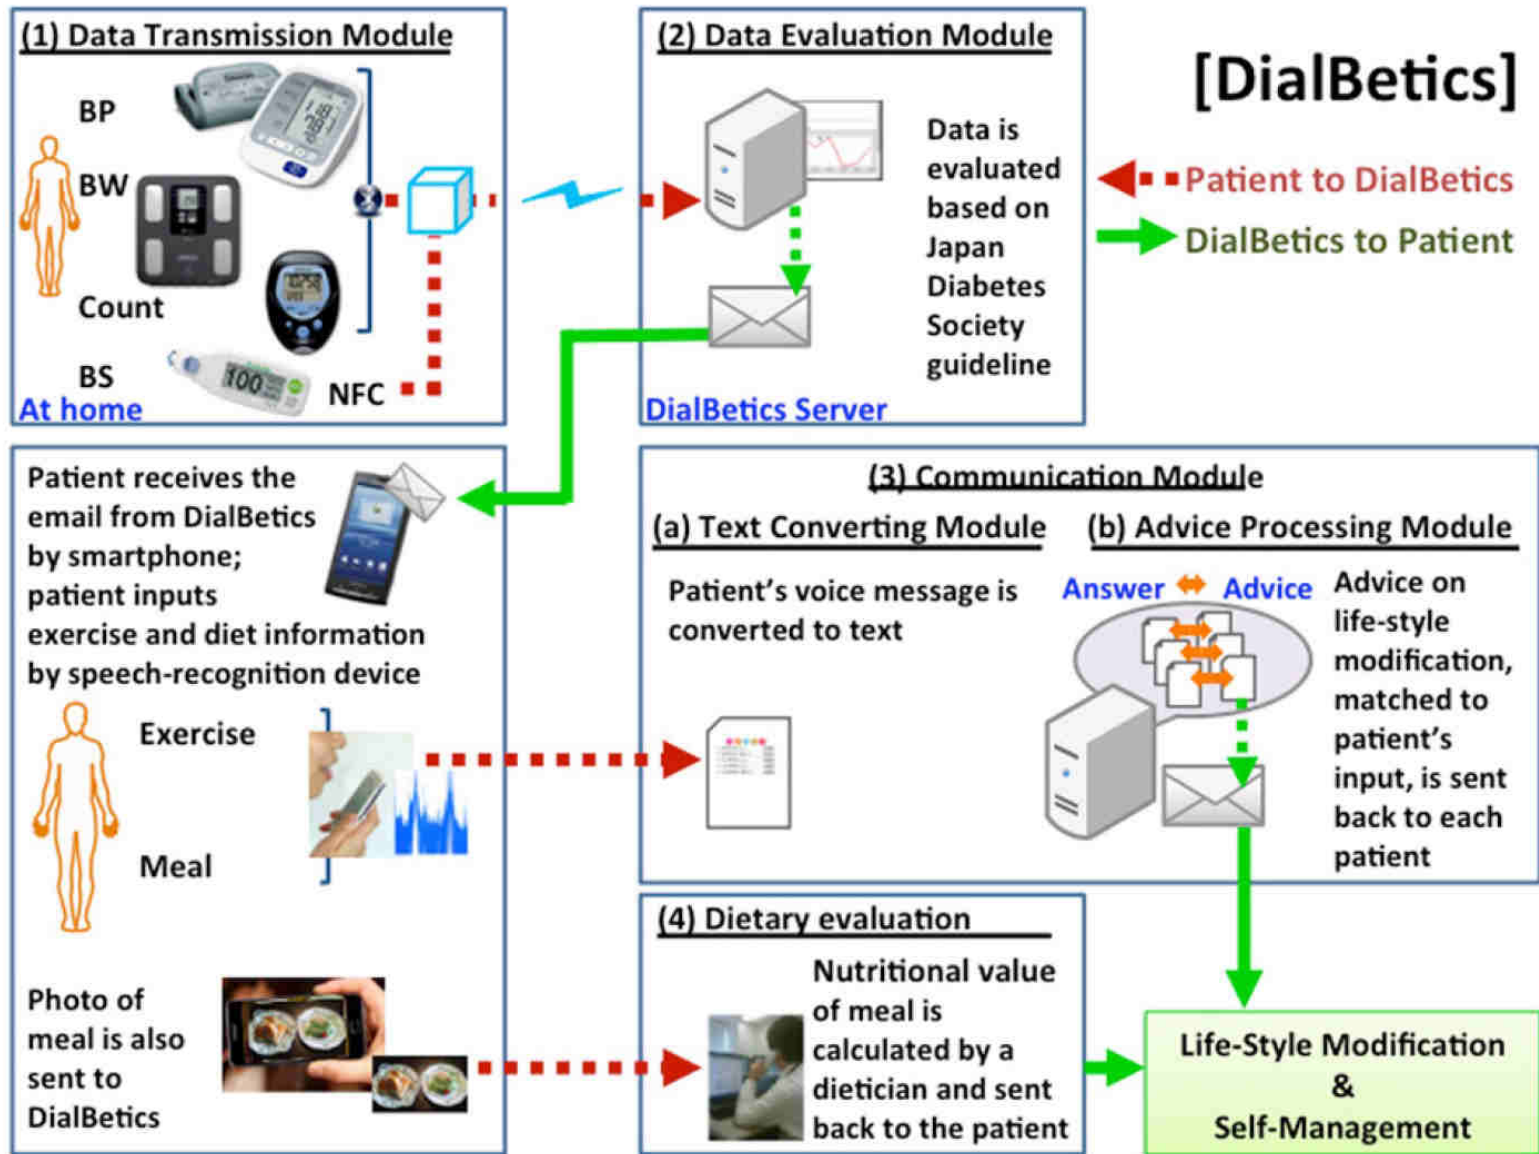 (1) Data Transmission Module
BP
BW
Count
BS
NFC
At home
100
(2) Data Evaluation Module
Data is
evaluated
based on
Japan
Diabetes
Society
guideline
DialBetics Server
[DialBetics]
Patient to DialBetics
DialBetics to Patient
Patient receives the
email from DialBetics
by smartphone;
patient inputs
exercise and diet information
by speech-recognition device
Exercise
Meal
Photo of
meal is also
sent to
DialBetics
(3) Communication Module
(a) Text Converting Module
Patient's voice message is
converted to text
(b) Advice Processing Module
Answer Advice
Advice on
life-style
modification,
matched to
patient's
input, is sent
back to each
patient
(4) Dietary evaluation
Nutritional value
of meal is
calculated by a
dietician and sent
back to the patient
Life-Style Modification
&
Self-Management